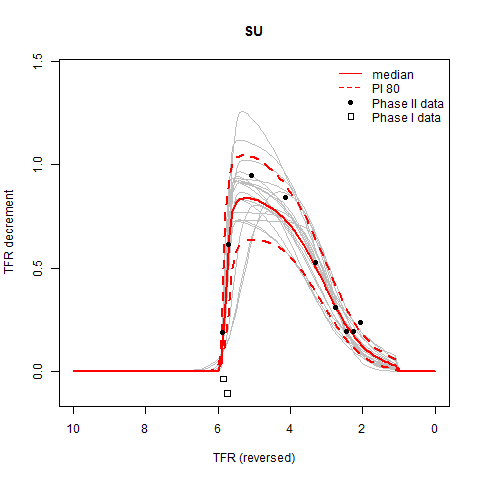 SU
1.5
1.0
0.5
0.0
TFR decrement
median
PI 80
Phase II data
Phase I data
10 8 6 4 2 0
TFR (reversed)